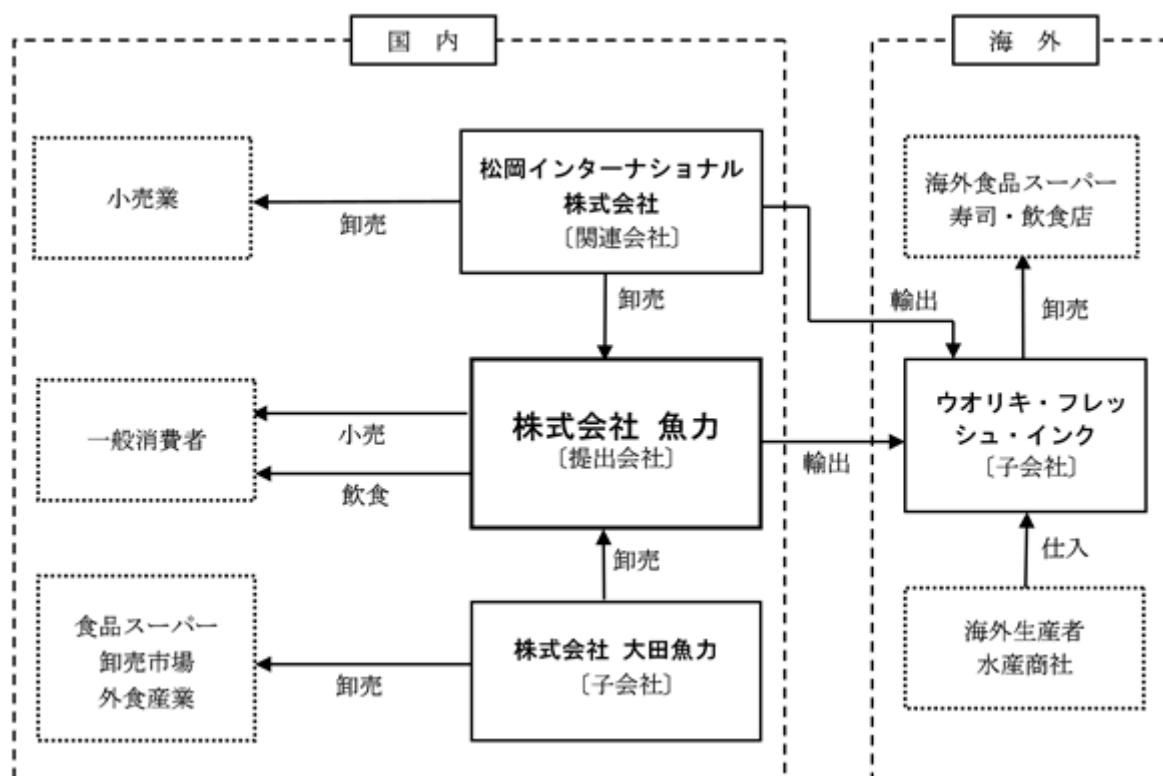 国　内
海　外
小売業
卸売
松岡インターナショナル
株式会社
〔関連会社〕
海外食品スーパー
寿司・飲食店
卸売
輸出
卸売
一般消費者
小売
飲食
株式会社 魚力
〔提出会社〕
輸出
ウオリキ・フレッ
シュ・インク
〔子会社〕
卸売
仕入
食品スーパー
卸売市場
外食産業
卸売
株式会社 大田魚力
〔子会社〕
海外生産者
水産商社